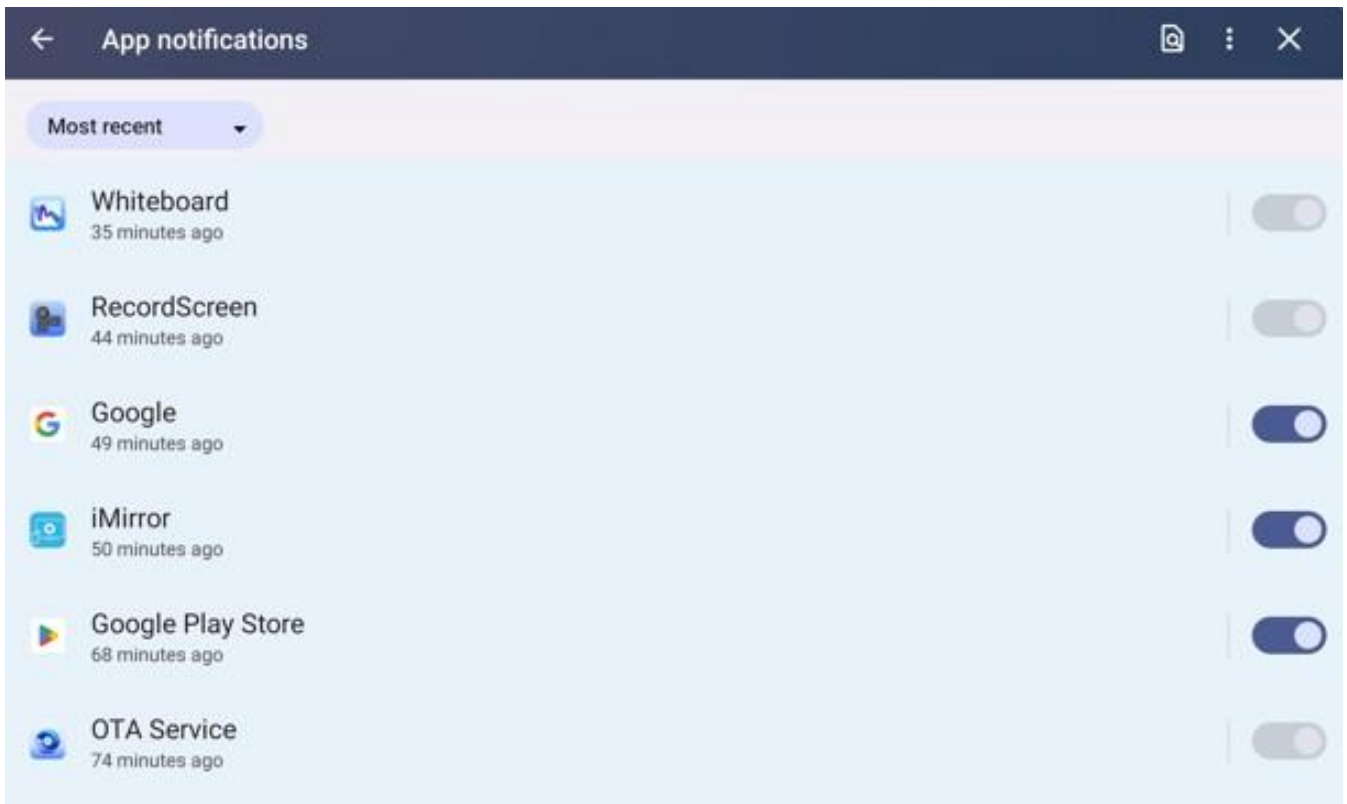 App notifications
Most recent
Whiteboard
35 minutes ago
RecordScreen
44 minutes ago
Google
49 minutes ago
iMirror
50 minutes ago
Google Play Store
68 minutes ago
OTA Service
74 minutes ago